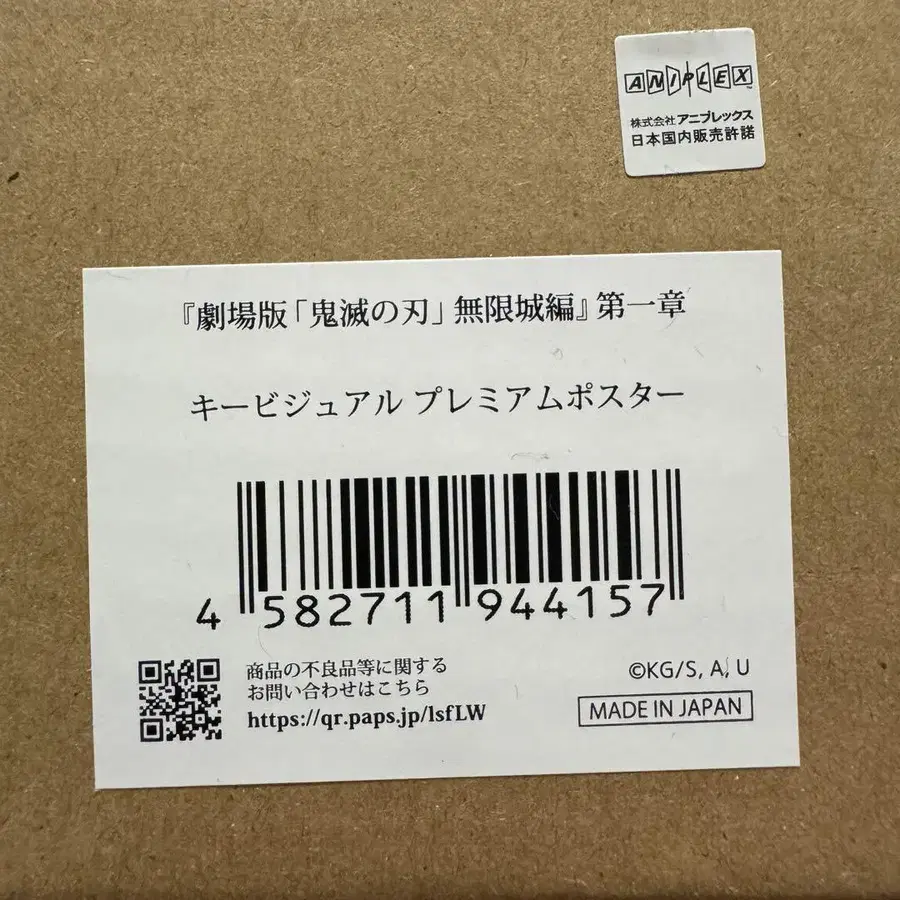 ANIPLEX™
株式会社 アニプレックス
日本国内販売許諾
『劇場版「鬼滅の刃」無限城編』第一章
キービジュアル プレミアムポスター
4 582711 944157
商品の不良品等に関する
お問い合わせはこちら
https://qr.paps.jp/lsfLW
©KG/S, A, U
MADE IN JAPAN